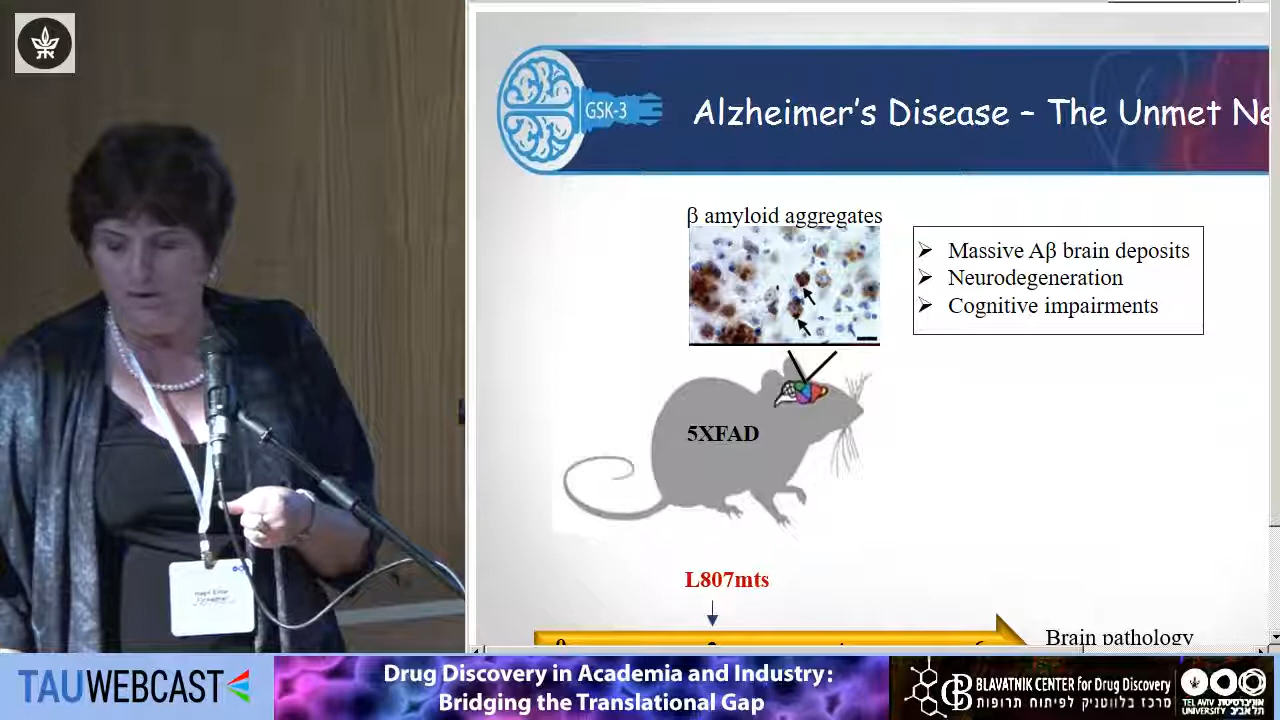 GSK-3
Alzheimer's Disease – The Unmet Ne
β amyloid aggregates
➢ Massive Aβ brain deposits
➢ Neurodegeneration
➢ Cognitive impairments
5XFAD
L807mts
Brain pathology
TAUWEBCAST
Drug Discovery in Academia and Industry:
Bridging the Translational Gap
BLAVATNIK CENTER for Drug Discovery
מרכז בלווטניק לפיתוח תרופות
TEL AVIV אוניברסיטת
UNIVERSITY תל אביב